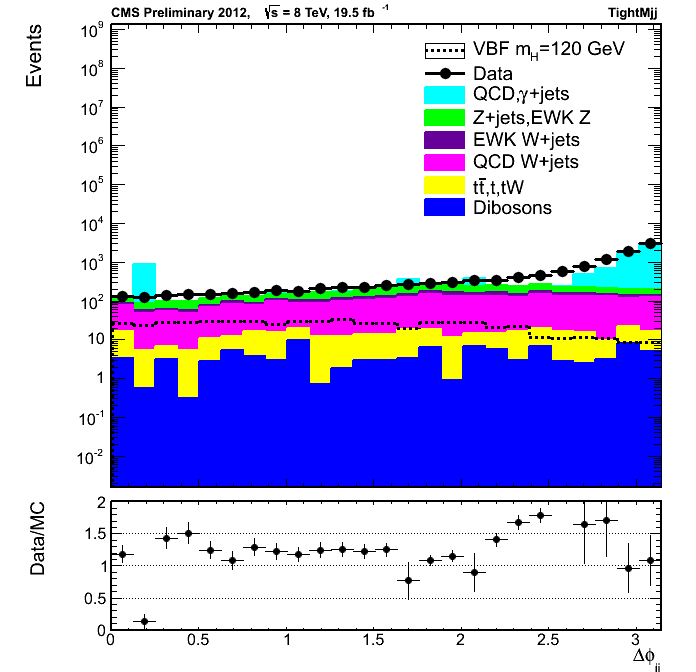 CMS Preliminary 2012, √s = 8 TeV, 19.5 fb⁻¹ TightMjj
Events
10⁹
10⁸
10⁷
10⁶
10⁵
10⁴
10³
10²
10
1
10⁻¹
10⁻²
VBF m_H=120 GeV
Data
QCD,γ+jets
Z+jets,EWK Z
EWK W+jets
QCD W+jets
tt̄,t,tW
Dibosons
Data/MC
2
1.5
1
0.5
0
0 0.5 1 1.5 2 2.5 3
Δϕ_jj